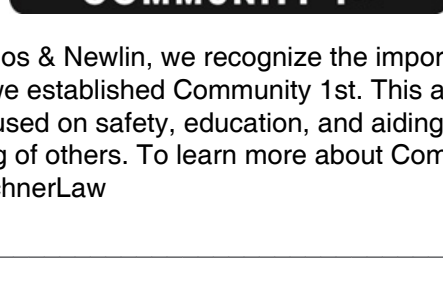 COMMUNITY 1
os & Newlin, we recognize the impor
ve established Community 1st. This a
used on safety, education, and aiding
g of others. To learn more about Com
chnerLaw